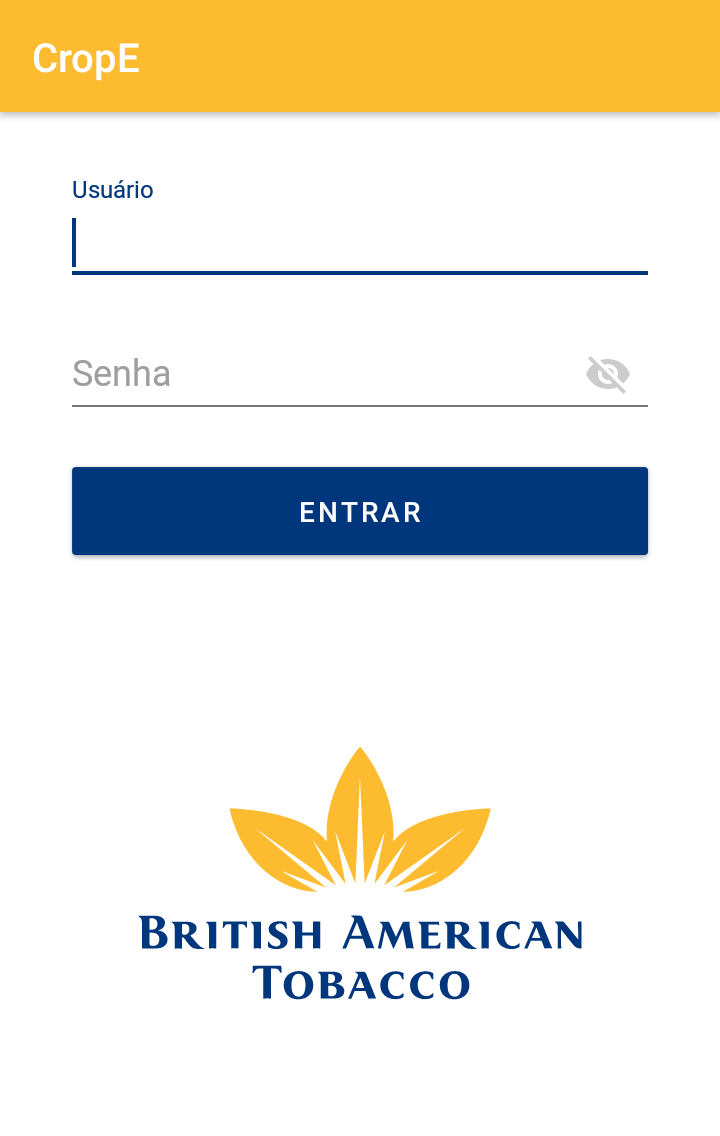 CropE
Usuário
Senha
ENTRAR
BRITISH AMERICAN
TOBACCO